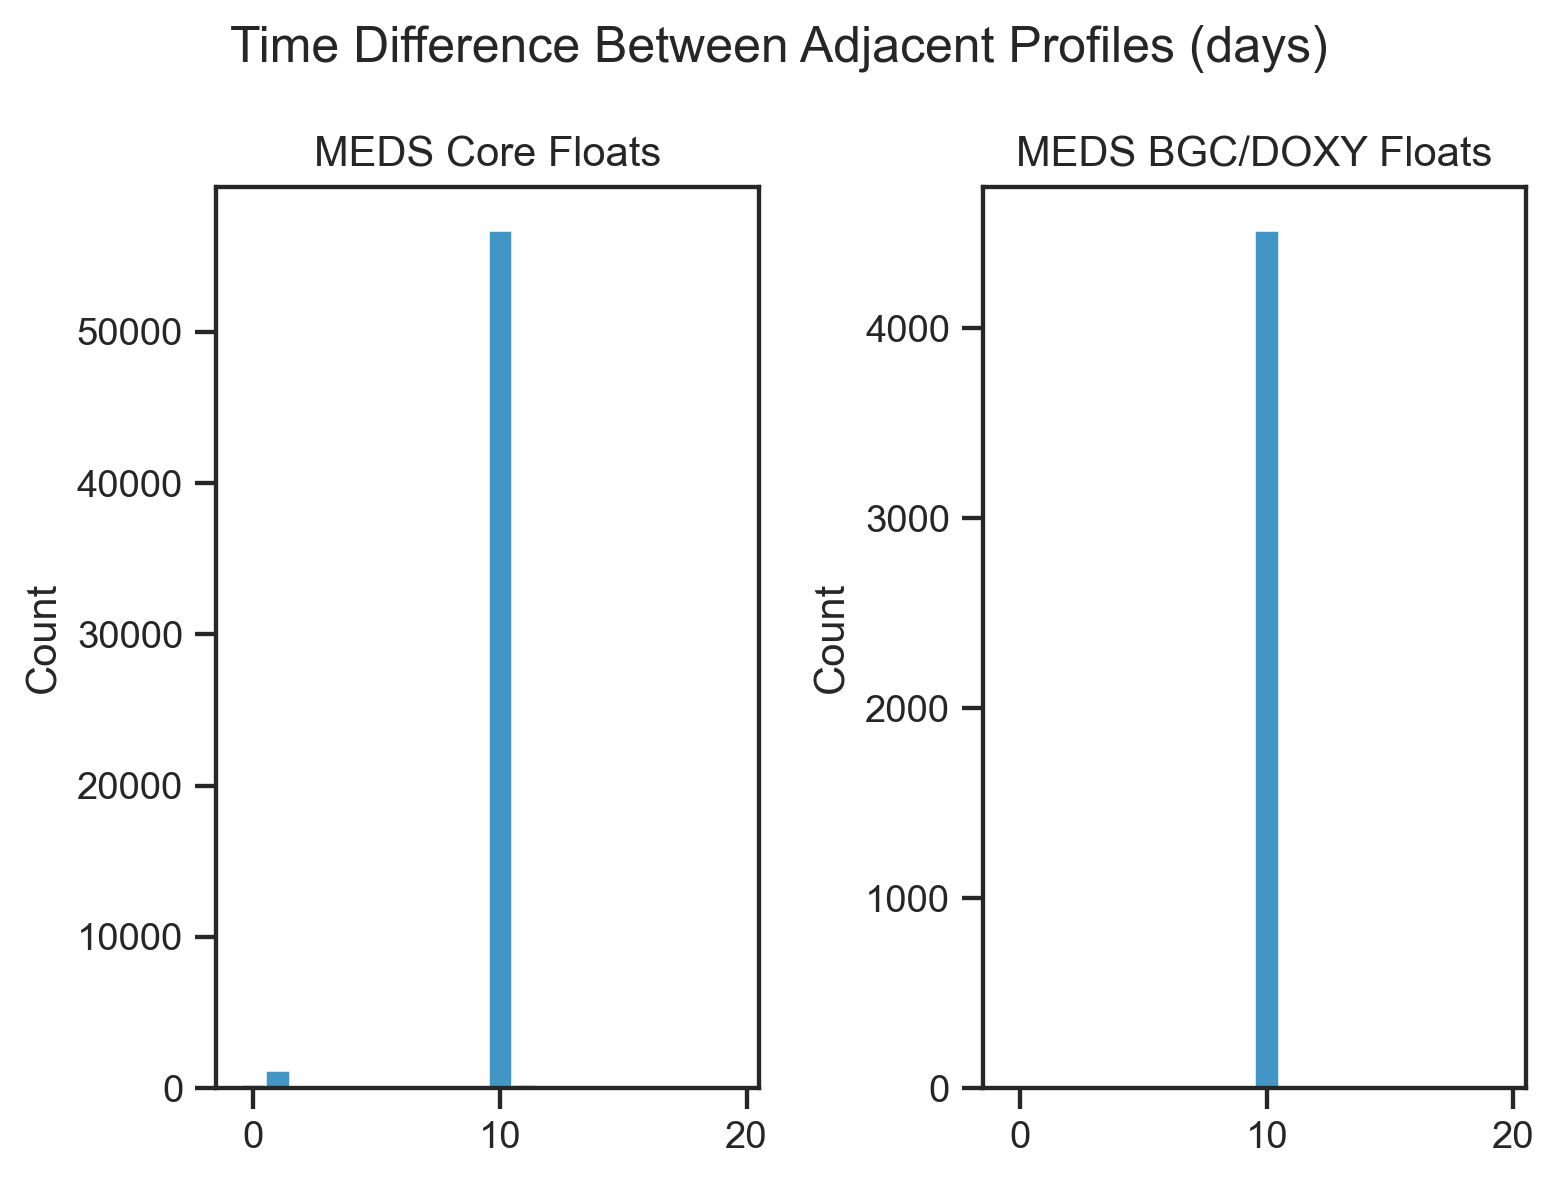 Time Difference Between Adjacent Profiles (days)
MEDS Core Floats
50000
40000
30000
20000
10000
0
Count
0 10 20
MEDS BGC/DOXY Floats
4000
3000
2000
1000
0
Count
0 10 20